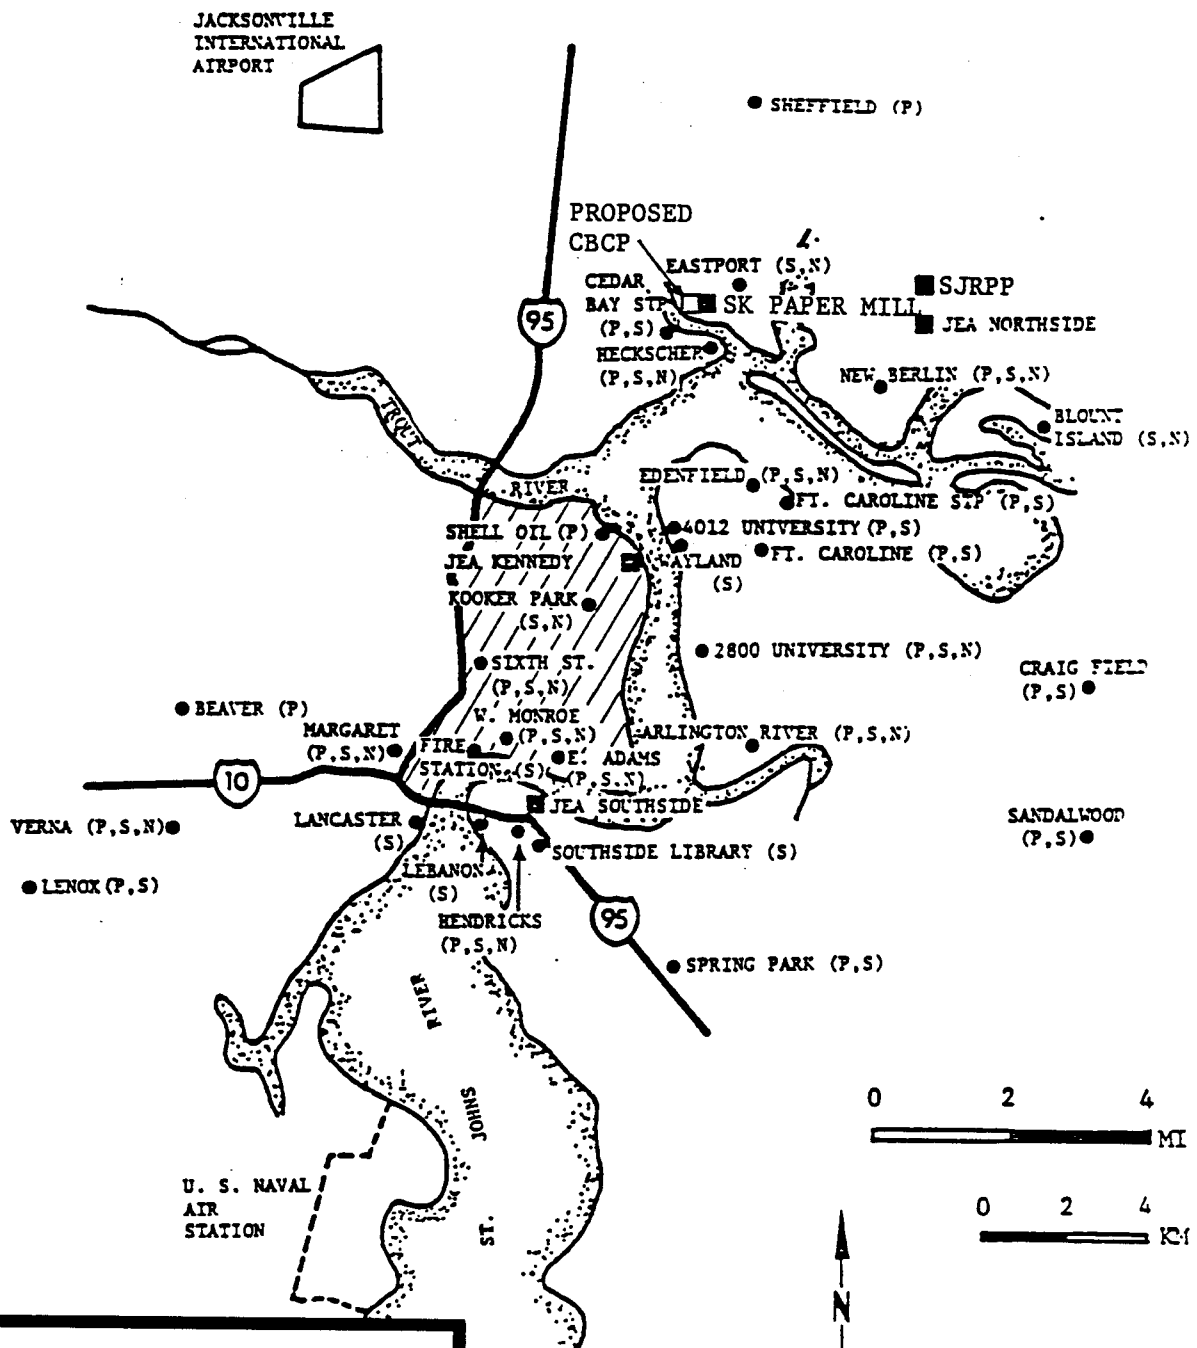 JACKSONVILLE
INTERNATIONAL
AIRPORT
SHEFFIELD (P)
PROPOSED
CBCP
EASTPORT (S,N)
CEDAR
BAY STP
(P,S)
SK PAPER MILL
SJRPP
JEA NORTHSIDE
95
HECKSCHER
(P,S,N)
NEW BERLIN (P,S,N)
BLOUNT
ISLAND (S,N)
TROUT
RIVER
EDENFIELD (P,S,N)
FT. CAROLINE STP (P,S)
SHELL OIL (P)
4012 UNIVERSITY (P,S)
JEA KENNEDY
WAYLAND
(S)
FT. CAROLINE (P,S)
KOOKER PARK
(S,N)
2800 UNIVERSITY (P,S,N)
SIXTH ST.
(P,S,N)
CRAIG FIELD
(P,S)
BEAVER (P)
W. MONROE
(P,S,N)
MARGARET
(P,S,N)
FIRE
STATION (S)
ARLINGTON RIVER (P,S,N)
E. ADAMS
(P,S,N)
10
JEA SOUTHSIDE
VERNA (P,S,N)
LANCASTER
(S)
SANDALWOOD
(P,S)
SOUTHSIDE LIBRARY (S)
LEBANON
(S)
LENOX (P,S)
HENDRICKS
(P,S,N)
95
SPRING PARK (P,S)
RIVER
JOHNS
ST.
U. S. NAVAL
AIR
STATION
0 2 4
MI
0 2 4
KM
N